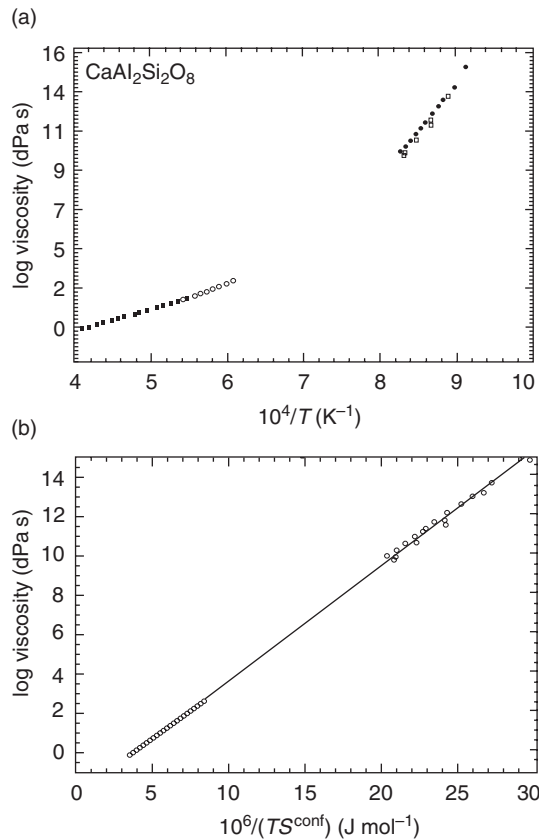 (a)
16
14
11
9
7
5
2
0
CaAl₂Si₂O₈
log viscosity (dPa s)
4 5 6 7 8 9 10
10⁴/T (K⁻¹)
(b)
14
12
10
8
6
4
2
0
log viscosity (dPa s)
0 5 10 15 20 25 30
10⁶/(TSᶜᵒⁿᶠ) (J mol⁻¹)